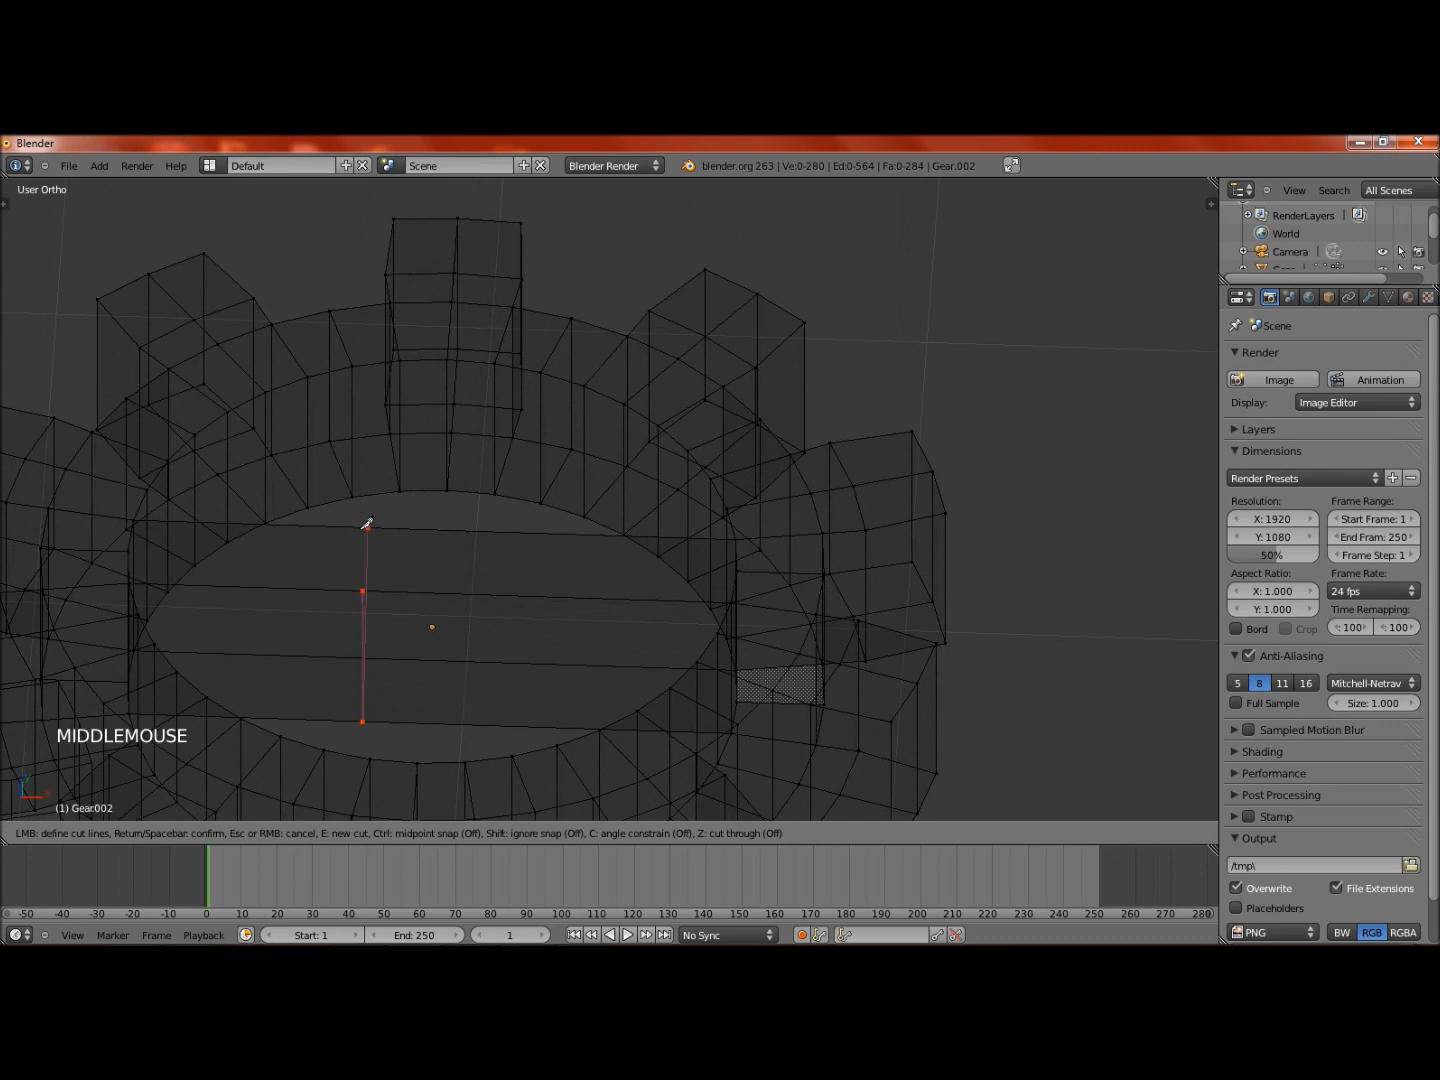 Blender
File Add Render Help Default Scene Blender Render blender.org 263 | Ve:0-280 | Ed:0-564 | Fa:0-284 | Gear.002
User Ortho
View Search All Scenes
RenderLayers
World
Camera
Scene
Render
Image Animation
Display: Image Editor
Layers
Dimensions
Render Presets
Resolution: Frame Range:
X: 1920 Start Frame: 1
Y: 1080 End Fram: 250
50% Frame Step: 1
Aspect Ratio: Frame Rate:
X: 1.000 24 fps
Y: 1.000 Time Remapping:
Bord Crop 100 100
Anti-Aliasing
5 8 11 16 Mitchell-Netrav
Full Sample Size: 1.000
Sampled Motion Blur
Shading
Performance
Post Processing
Stamp
Output
/tmp\
Overwrite File Extensions
Placeholders
PNG BW RGB RGBA
MIDDLEMOUSE
(1) Gear.002
LMB: define cut lines, Return/Spacebar: confirm, Esc or RMB: cancel, E: new cut, Ctrl: midpoint snap (Off), Shift: ignore snap (Off), C: angle constrain (Off), Z: cut through (Off)
-50 -40 -30 -20 -10 0 10 20 30 40 50 60 70 80 90 100 110 120 130 140 150 160 170 180 190 200 210 220 230 240 250 260 270 280
View Marker Frame Playback Start: 1 End: 250 1 No Sync